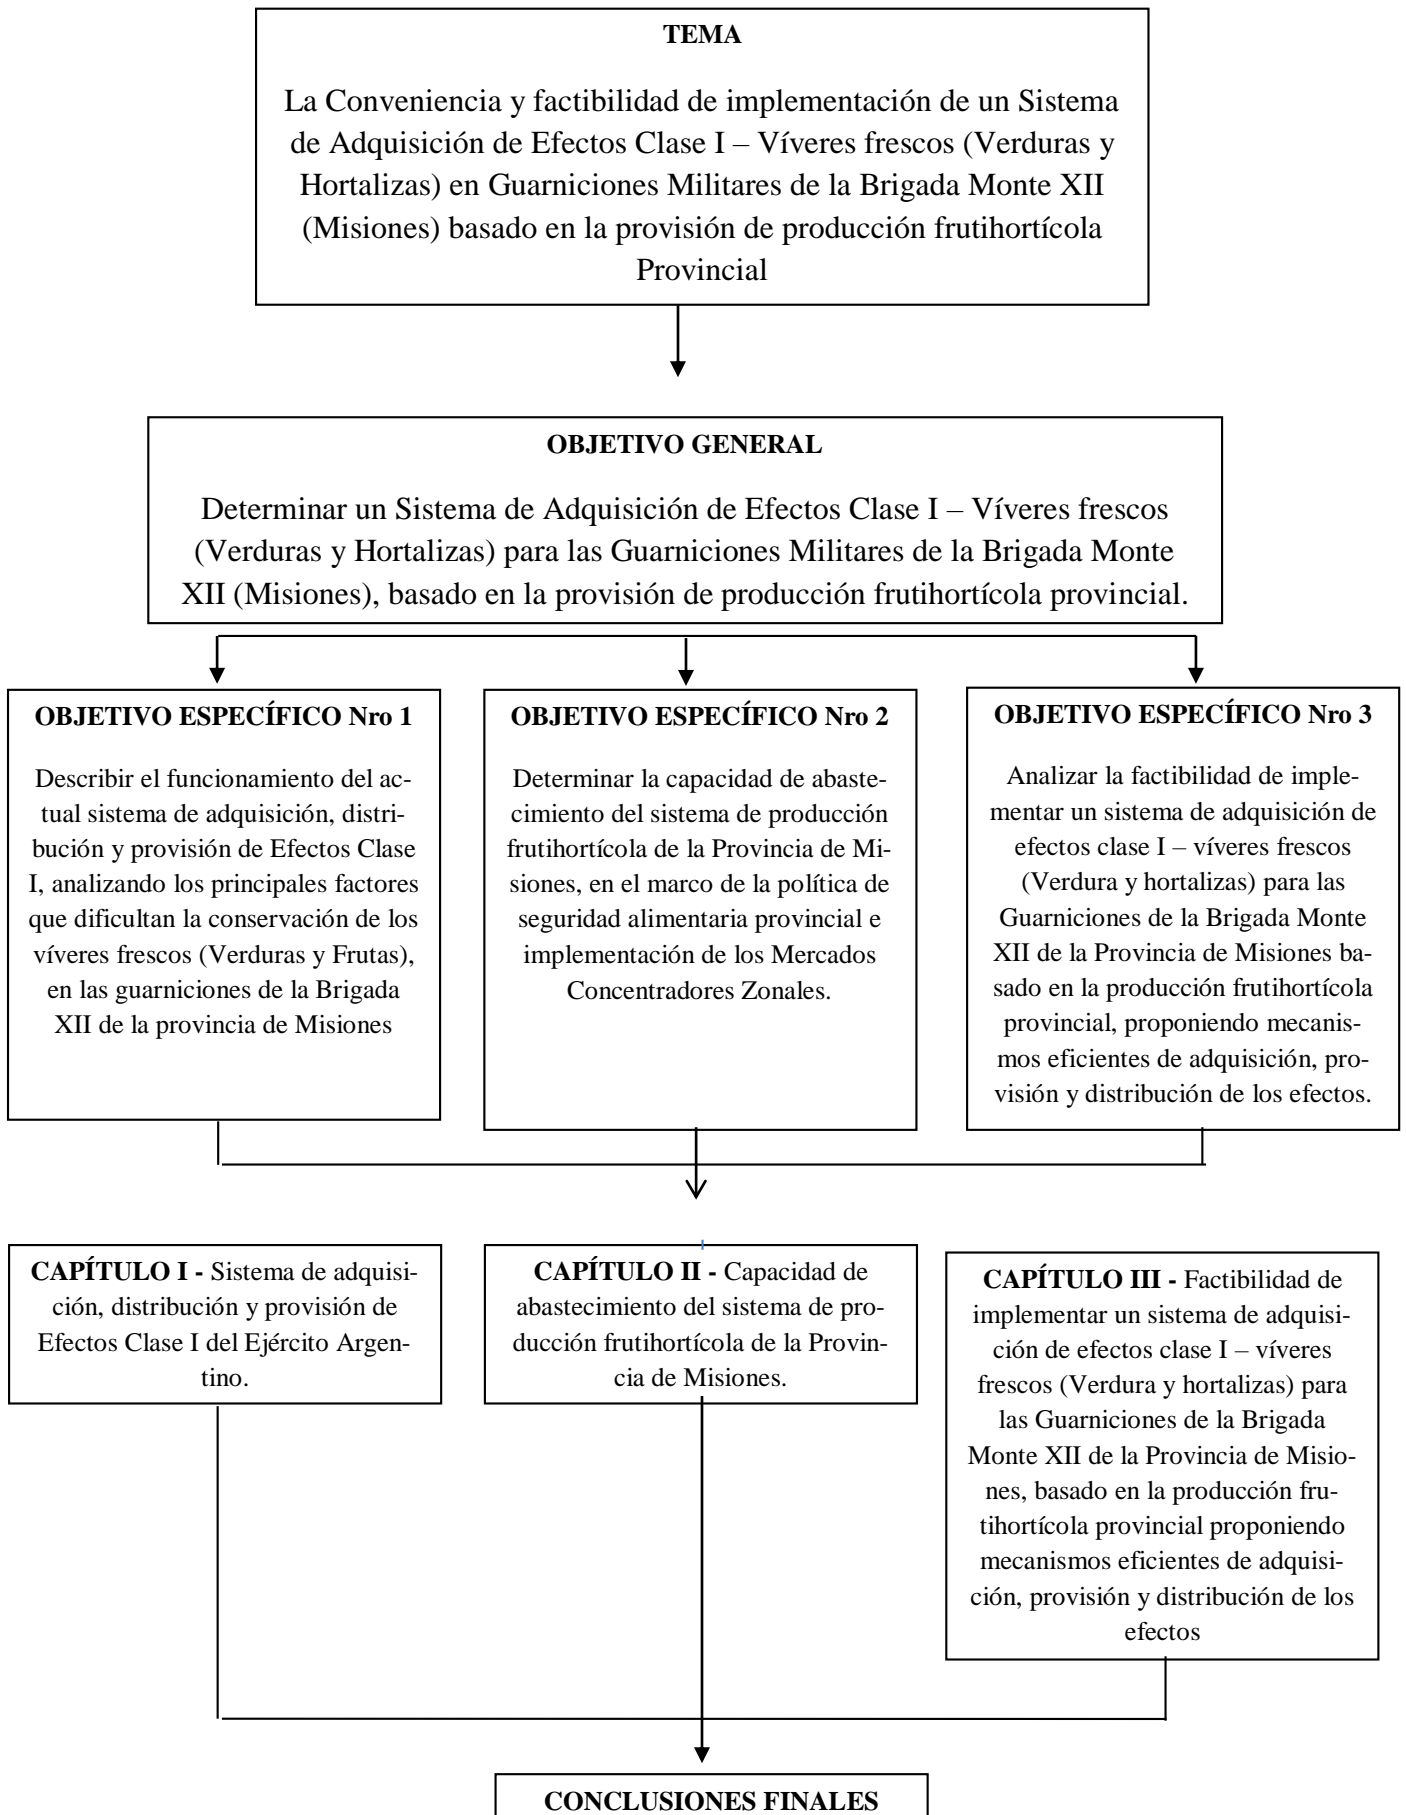 TEMA
La Conveniencia y factibilidad de implementación de un Sistema
de Adquisición de Efectos Clase I – Víveres frescos (Verduras y
Hortalizas) en Guarniciones Militares de la Brigada Monte XII
(Misiones) basado en la provisión de producción frutihortícola
Provincial
OBJETIVO GENERAL
Determinar un Sistema de Adquisición de Efectos Clase I – Víveres frescos
(Verduras y Hortalizas) para las Guarniciones Militares de la Brigada Monte
XII (Misiones), basado en la provisión de producción frutihortícola provincial.
OBJETIVO ESPECÍFICO Nro 1
Describir el funcionamiento del ac-
tual sistema de adquisición, distri-
bución y provisión de Efectos Clase
I, analizando los principales factores
que dificultan la conservación de los
víveres frescos (Verduras y Frutas),
en las guarniciones de la Brigada
XII de la provincia de Misiones
OBJETIVO ESPECÍFICO Nro 2
Determinar la capacidad de abaste-
cimiento del sistema de producción
frutihortícola de la Provincia de Mi-
siones, en el marco de la política de
seguridad alimentaria provincial e
implementación de los Mercados
Concentradores Zonales.
OBJETIVO ESPECÍFICO Nro 3
Analizar la factibilidad de imple-
mentar un sistema de adquisición de
efectos clase I – víveres frescos
(Verdura y hortalizas) para las
Guarniciones de la Brigada Monte
XII de la Provincia de Misiones ba-
sado en la producción frutihortícola
provincial, proponiendo mecanis-
mos eficientes de adquisición, pro-
visión y distribución de los efectos.
CAPÍTULO I - Sistema de adquisi-
ción, distribución y provisión de
Efectos Clase I del Ejército Argen-
tino.
CAPÍTULO II - Capacidad de
abastecimiento del sistema de pro-
ducción frutihortícola de la Provin-
cia de Misiones.
CAPÍTULO III - Factibilidad de
implementar un sistema de adquisi-
ción de efectos clase I – víveres
frescos (Verdura y hortalizas) para
las Guarniciones de la Brigada
Monte XII de la Provincia de Misio-
nes, basado en la producción fru-
tihortícola provincial proponiendo
mecanismos eficientes de adquisi-
ción, provisión y distribución de los
efectos
CONCLUSIONES FINALES